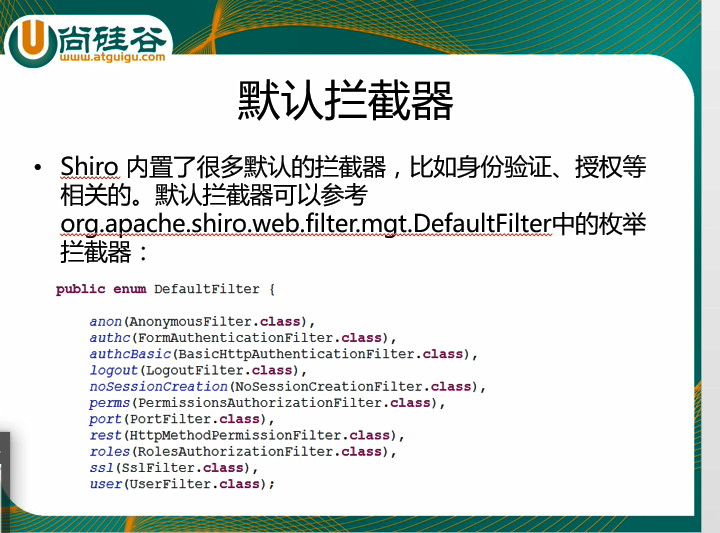 尚硅谷
www.atguigu.com
默认拦截器
• Shiro 内置了很多默认的拦截器，比如身份验证、授权等
相关的。默认拦截器可以参考
org.apache.shiro.web.filter.mgt.DefaultFilter中的枚举
拦截器：
public enum DefaultFilter {
anon(AnonymousFilter.class),
authc(FormAuthenticationFilter.class),
authcBasic(BasicHttpAuthenticationFilter.class),
logout(LogoutFilter.class),
noSessionCreation(NoSessionCreationFilter.class),
perms(PermissionsAuthorizationFilter.class),
port(PortFilter.class),
rest(HttpMethodPermissionFilter.class),
roles(RolesAuthorizationFilter.class),
ssl(SslFilter.class),
user(UserFilter.class);